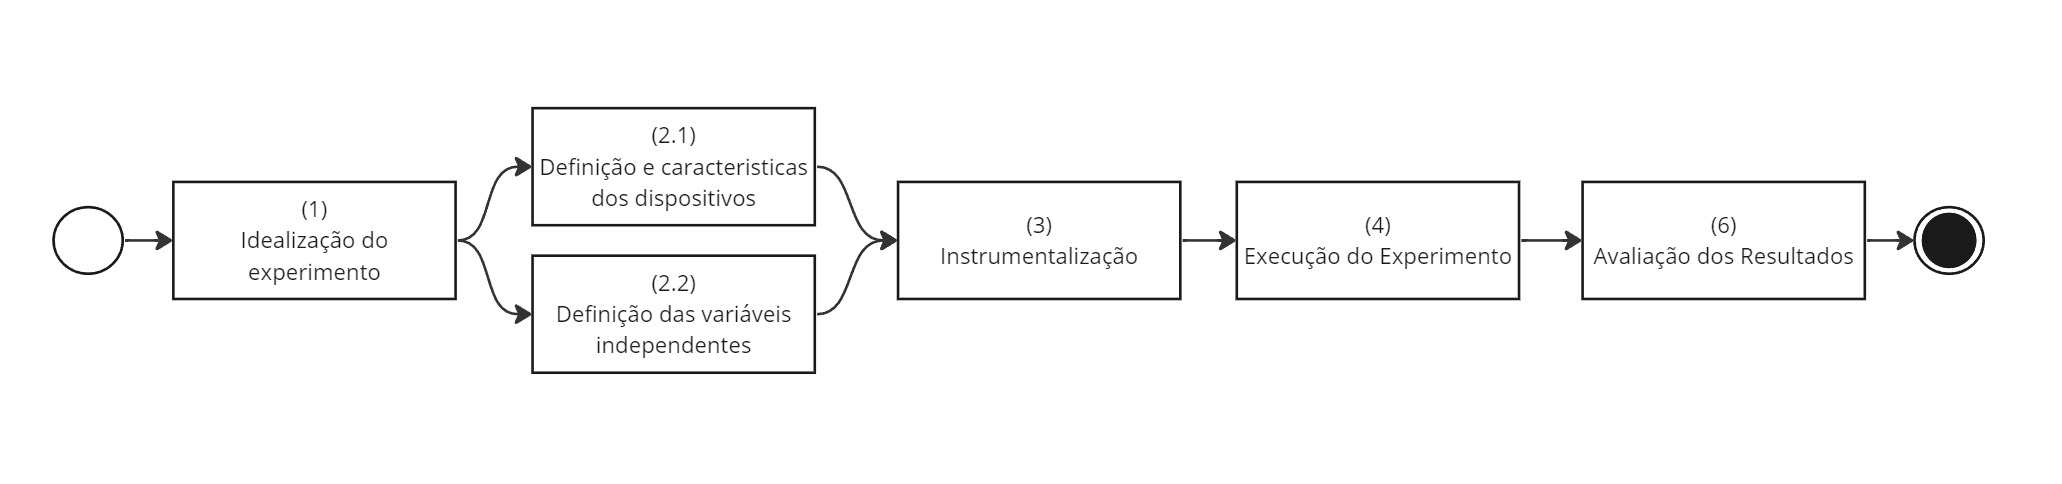 (1)
Idealização do
experimento
(2.1)
Definição e caracteristicas
dos dispositivos
(2.2)
Definição das variáveis
independentes
(3)
Instrumentalização
(4)
Execução do Experimento
(6)
Avaliação dos Resultados